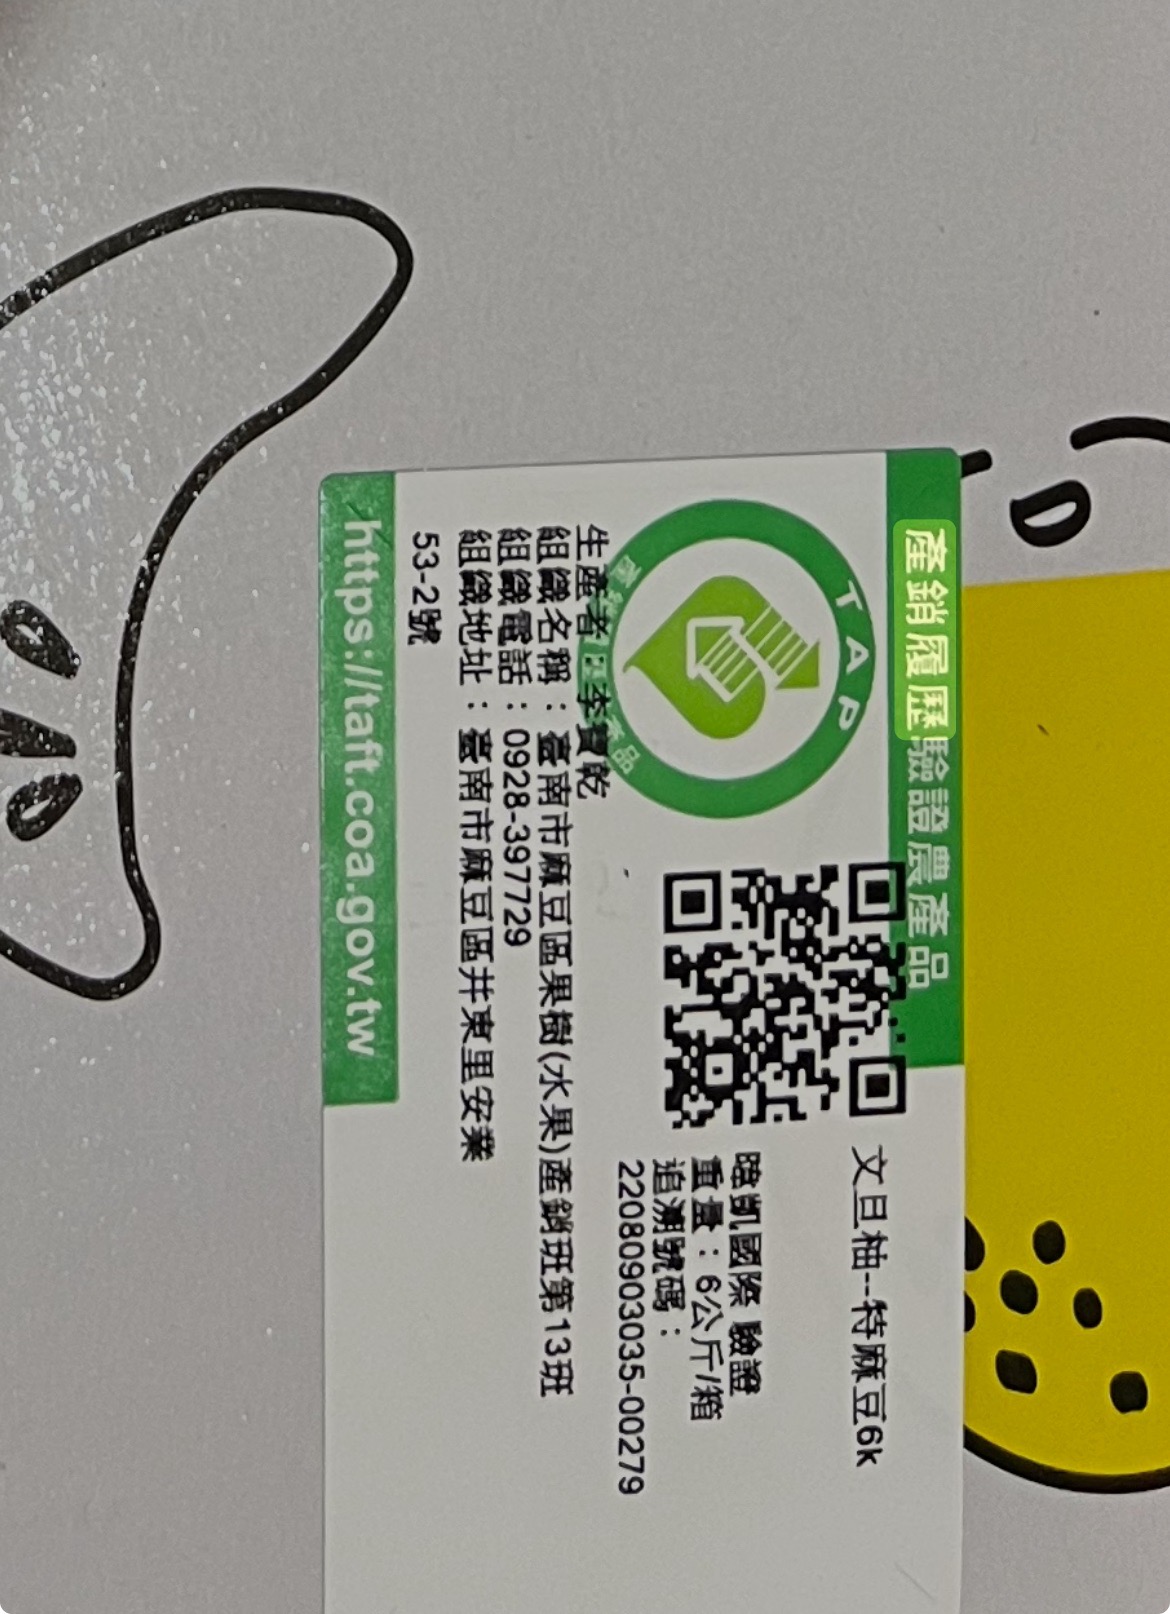 D
產銷履歷驗證農產品
TAP
文旦柚--特麻豆6k
暐凱國際 驗證
重量：6公斤/箱
追溯號碼：
22080903035-00279
生產者：李寶乾
組織名稱：臺南市麻豆區果樹(水果)產銷班第13班
組織電話：0928-397729
組織地址：臺南市麻豆區井東里安業
53-2號
https://taft.coa.gov.tw